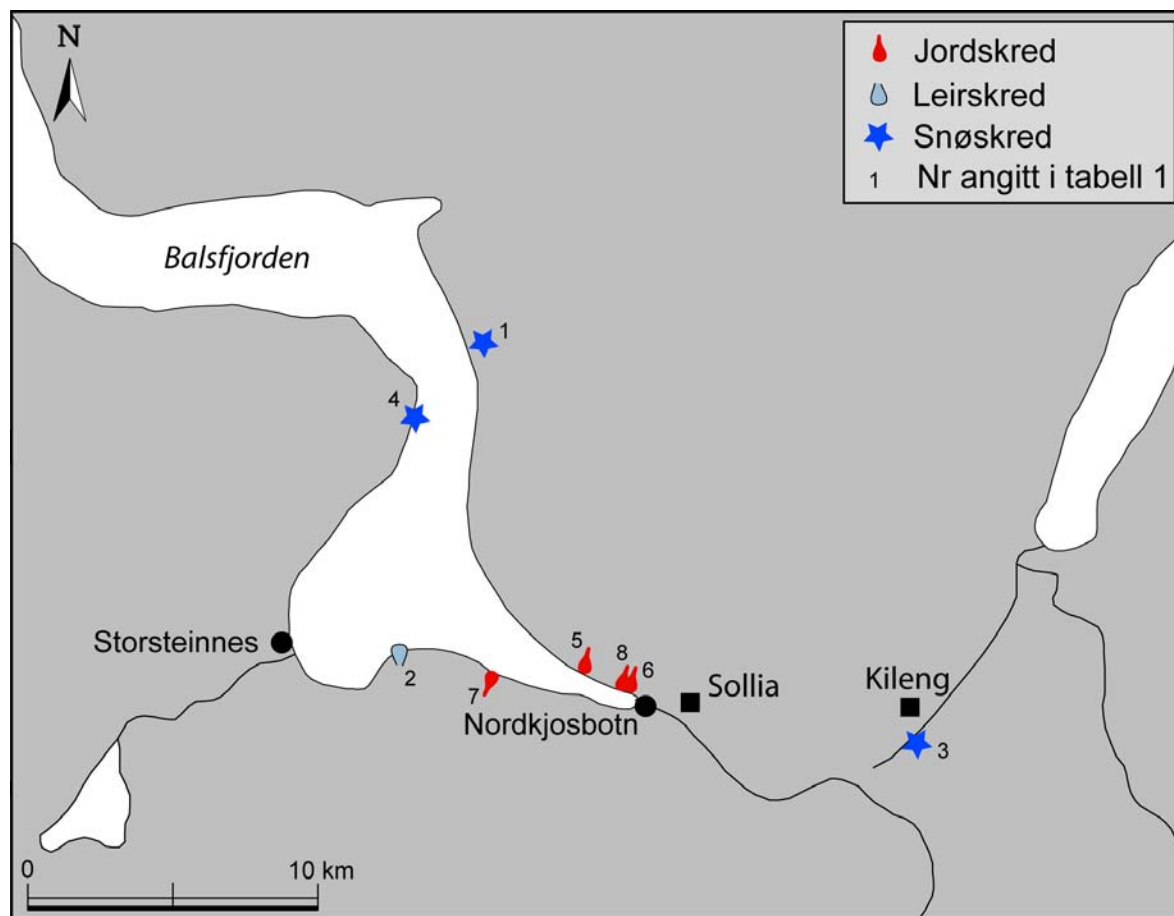 N
Jordskred
Leirskred
Snøskred
1 Nr angitt i tabell 1
Balsfjorden
1
4
Storsteinnes
2
5
8
6
7
Nordkjosbotn
Sollia
Kileng
3
0 10 km